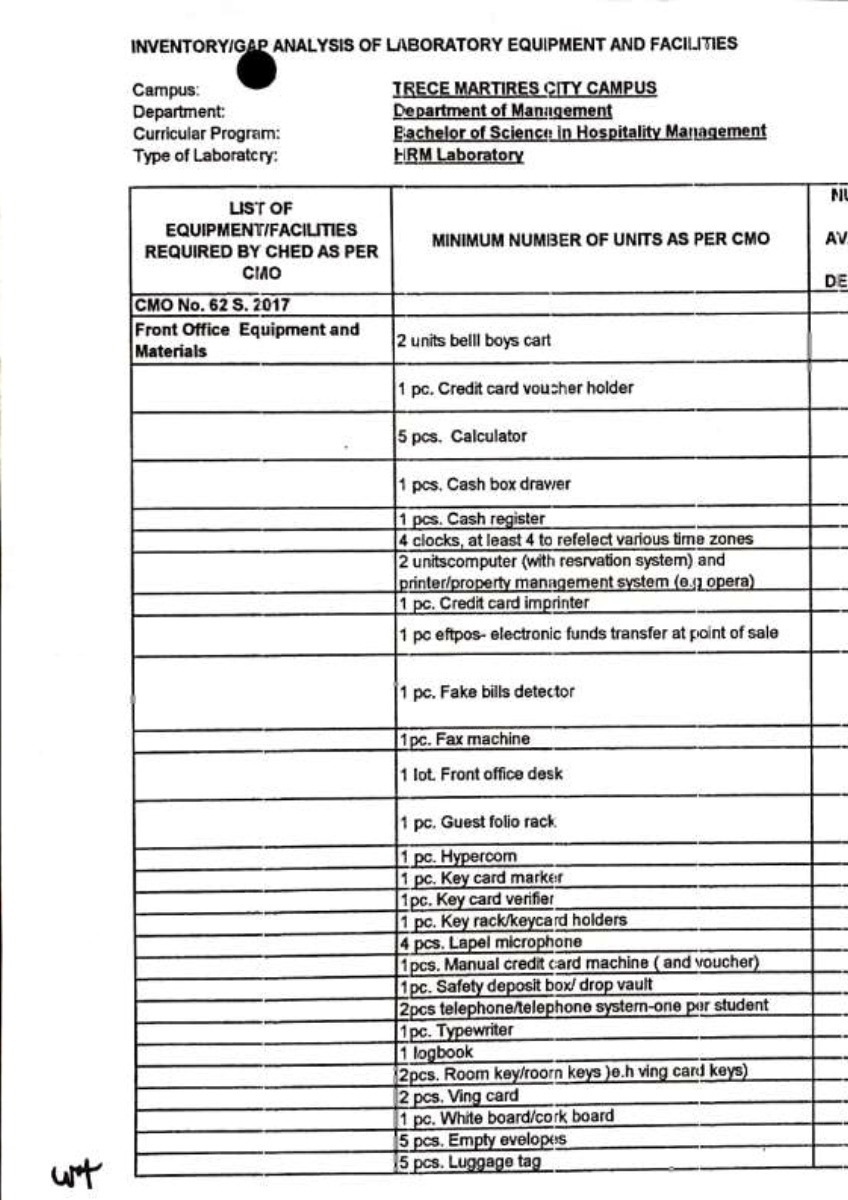 INVENTORY/GAP ANALYSIS OF LABORATORY EQUIPMENT AND FACILITIES
Campus: TRECE MARTIRES CITY CAMPUS
Department: Department of Management
Curricular Program: Bachelor of Science in Hospitality Management
Type of Laboratory: HRM Laboratory
LIST OF
EQUIPMENT/FACILITIES
REQUIRED BY CHED AS PER
CMO
MINIMUM NUMBER OF UNITS AS PER CMO
NU
AV
DE
CMO No. 62 S. 2017
Front Office Equipment and
Materials
2 units belll boys cart
1 pc. Credit card voucher holder
5 pcs. Calculator
1 pcs. Cash box drawer
1 pcs. Cash register
4 clocks, at least 4 to refelect various time zones
2 unitscomputer (with resrvation system) and
printer/property management system (e.g opera)
1 pc. Credit card imprinter
1 pc eftpos- electronic funds transfer at point of sale
1 pc. Fake bills detector
1pc. Fax machine
1 lot. Front office desk
1 pc. Guest folio rack
1 pc. Hypercom
1 pc. Key card marker
1pc. Key card verifier
1 pc. Key rack/keycard holders
4 pcs. Lapel microphone
1pcs. Manual credit card machine ( and voucher)
1pc. Safety deposit box/ drop vault
2pcs telephone/telephone system-one per student
1pc. Typewriter
1 logbook
2pcs. Room key/room keys )e.h ving card keys)
2 pcs. Ving card
1 pc. White board/cork board
5 pcs. Empty evelopes
5 pcs. Luggage tag